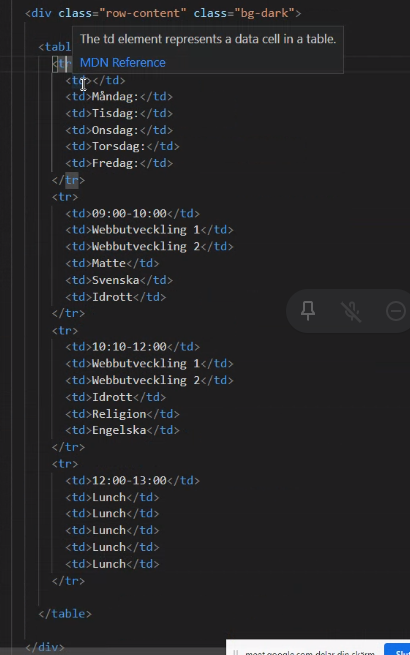 <div class="row-content" class="bg-dark">
<tabl
The td element represents a data cell in a table.
MDN Reference
<tr
<td></td>
<td>Måndag:</td>
<td>Tisdag:</td>
<td>Onsdag:</td>
<td>Torsdag:</td>
<td>Fredag:</td>
</tr>
<tr>
<td>09:00-10:00</td>
<td>Webbutveckling 1</td>
<td>Webbutveckling 2</td>
<td>Matte</td>
<td>Svenska</td>
<td>Idrott</td>
</tr>
<tr>
<td>10:10-12:00</td>
<td>Webbutveckling 1</td>
<td>Webbutveckling 2</td>
<td>Idrott</td>
<td>Religion</td>
<td>Engelska</td>
</tr>
<tr>
<td>12:00-13:00</td>
<td>Lunch</td>
<td>Lunch</td>
<td>Lunch</td>
<td>Lunch</td>
<td>Lunch</td>
</tr>
</table>
</div>
meet.google.com delar din skärm